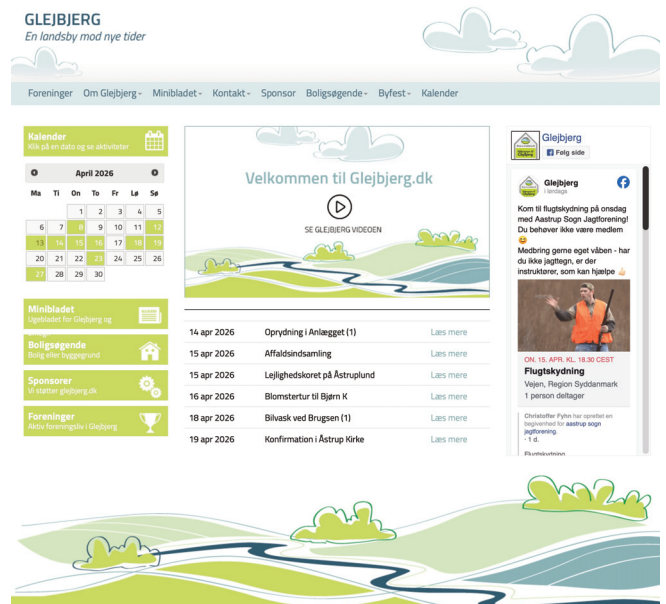 GLEJBJERG
En landsby mod nye tider
Foreninger Om Glejbjerg Minibladet Kontakt Sponsor Boligsøgende Byfest Kalender
Kalender
Klik på en dato og se aktiviteter
April 2026
Ma Ti On To Fr Lø Sø
1 2 3 4 5
6 7 8 9 10 11 12
13 14 15 16 17 18 19
20 21 22 23 24 25 26
27 28 29 30
Minibladet
Ugebladet for Glejbjerg og
Boligsøgende
Bolig eller byggegrund
Sponsorer
Vi støtter glejbjerg.dk
Foreninger
Aktiv foreningsliv i Glejbjerg
Velkommen til Glejbjerg.dk
SE GLEJBJERG VIDEOEN
14 apr 2026 Oprydning i Anlægget (1) Læs mere
15 apr 2026 Affaldsindsamling Læs mere
15 apr 2026 Lejlighedskoret på Åstruplund Læs mere
16 apr 2026 Blomstertur til Bjørn K Læs mere
18 apr 2026 Bilvask ved Brugsen (1) Læs mere
19 apr 2026 Konfirmation i Åstrup Kirke Læs mere
Glejbjerg
Følg side
Glejbjerg
i lørdags
Kom til flugtskydning på onsdag
med Aastrup Sogn Jagtforening!
Du behøver ikke være medlem
😄
Medbring gerne eget våben - har
du ikke jagttegn, er der
instruktører, som kan hjælpe 👍🏻
ON. 15. APR. KL. 18.30 CEST
Flugtskydning
Vejen, Region Syddanmark
1 person deltager
Christoffer Fyhn har oprettet en
begivenhed for aastrup sogn
jagtforening.
· 1 d.
Flugtskydning